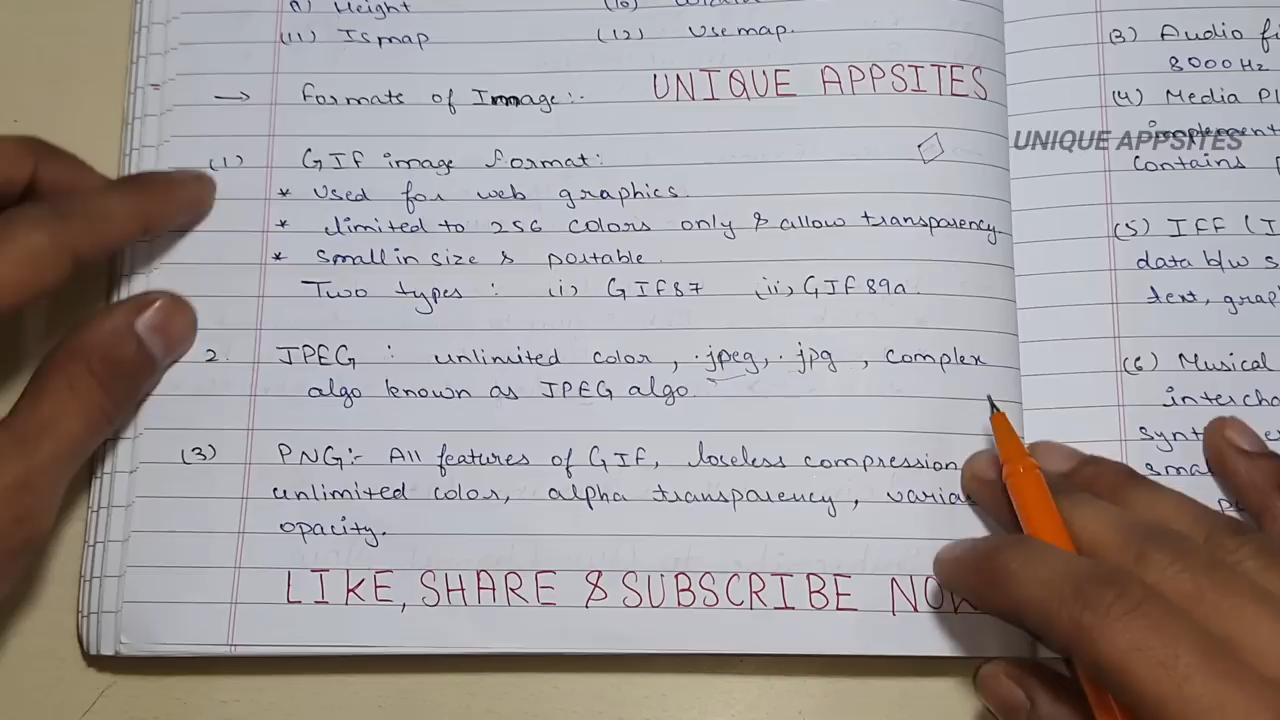 Height
(11) Ismap (12) Usemap.
→ Formats of Image:- UNIQUE APPSITES
(1) GIF image format:
* Used for web graphics.
* Limited to 256 colors only & allow transparency
* Small in size & portable.
Two types : (i) GIF87 (ii) GIF89a.
2. JPEG : unlimited color, .jpeg, .jpg, complex
algo known as JPEG algo.
(3) PNG:- All features of GIF, loseless compression
unlimited color, alpha transparency,
opacity.
LIKE, SHARE & SUBSCRIBE NOW
(3) Audio
8000 Hz
(4) Media
UNIQUE APPSITES
contains
(5) IFF
data b/w
text,
(6) Musical